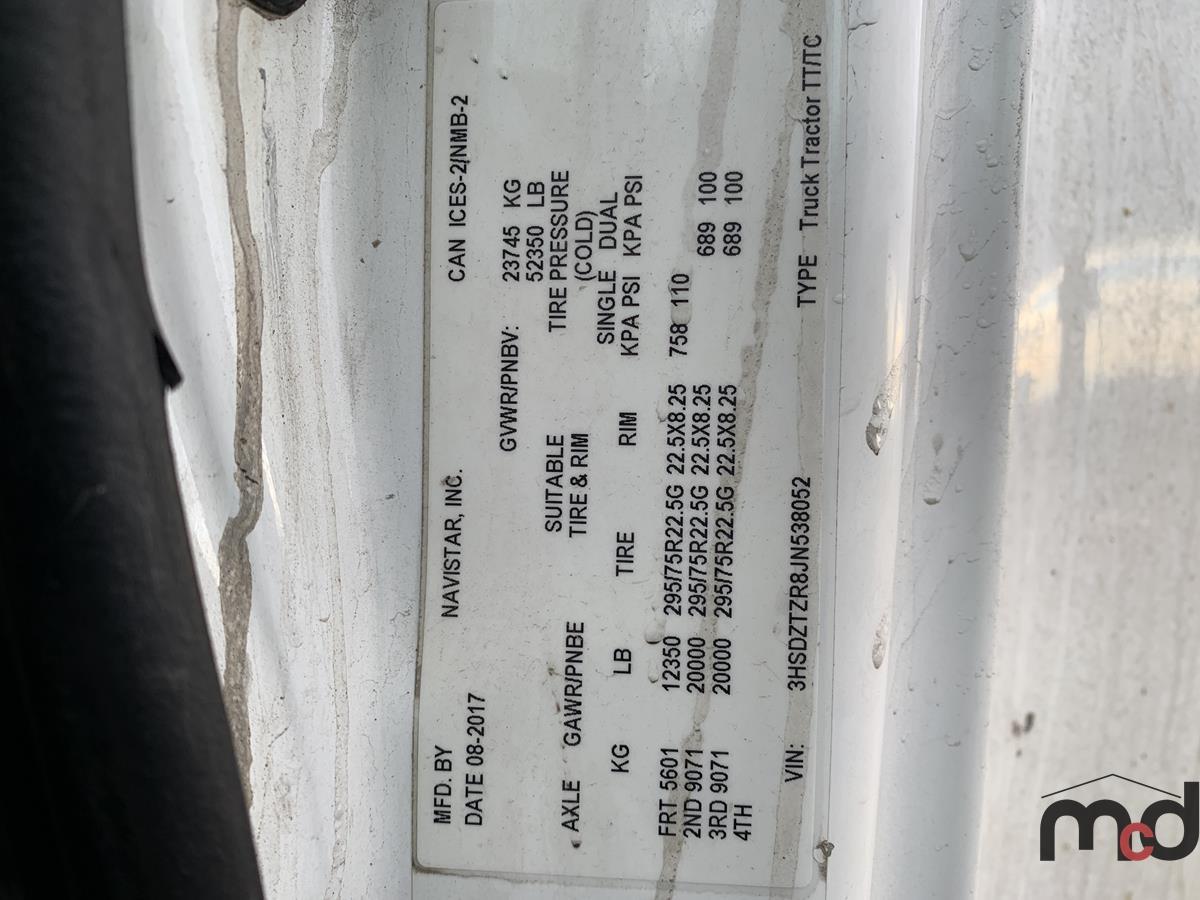 MFD. BY NAVISTAR, INC. CAN ICES-2/NMB-2
DATE 08-2017
GVWR/PNBV: 23745 KG
52350 LB
AXLE GAWR/PNBE SUITABLE TIRE PRESSURE
TIRE & RIM (COLD)
SINGLE DUAL
KG LB TIRE RIM KPA PSI KPA PSI
FRT 5601 12350 295/75R22.5G 22.5X8.25 758 110
2ND 9071 20000 295/75R22.5G 22.5X8.25 689 100
3RD 9071 20000 295/75R22.5G 22.5X8.25 689 100
4TH
VIN: 3HSDZTZR8JN538052 TYPE Truck Tractor TT/TC
mcd